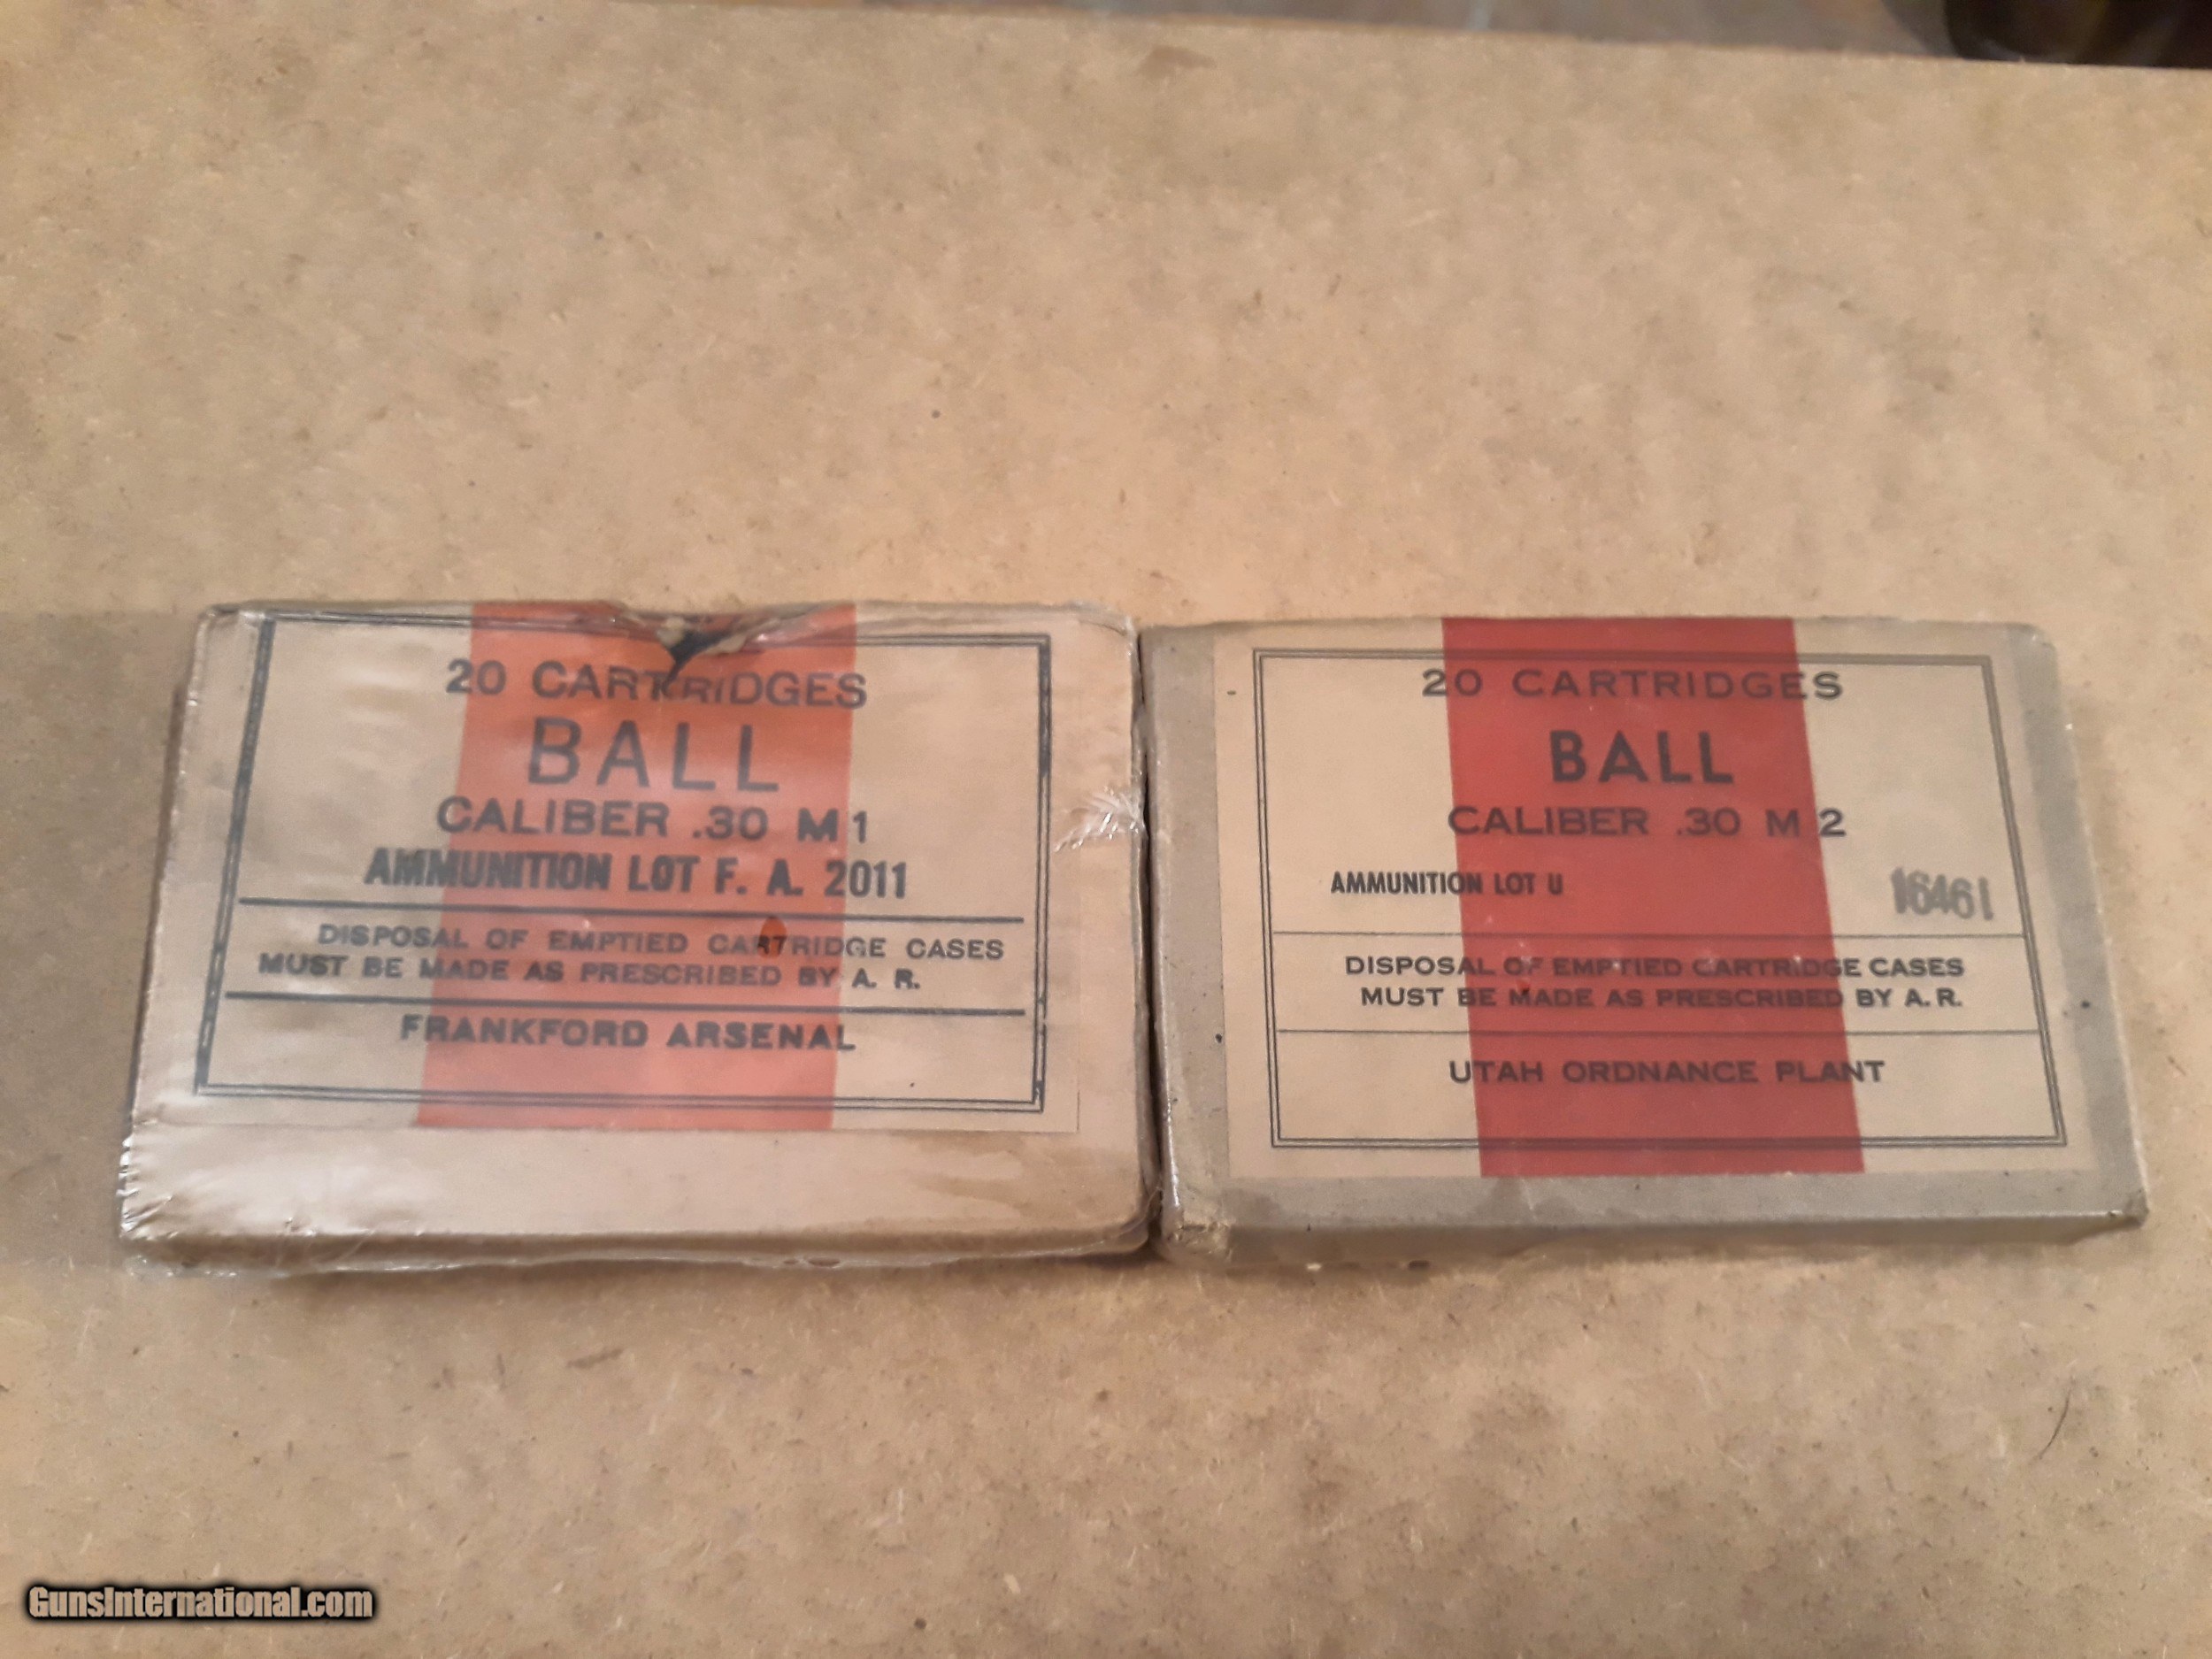 20 CARTRIDGES
BALL
CALIBER .30 M1
AMMUNITION LOT F. A. 2011
DISPOSAL OF EMPTIED CARTRIDGE CASES
MUST BE MADE AS PRESCRIBED BY A. R.
FRANKFORD ARSENAL
20 CARTRIDGES
BALL
CALIBER .30 M 2
AMMUNITION LOT U 16461
DISPOSAL OF EMPTIED CARTRIDGE CASES
MUST BE MADE AS PRESCRIBED BY A. R.
UTAH ORDNANCE PLANT
GunsInternational.com